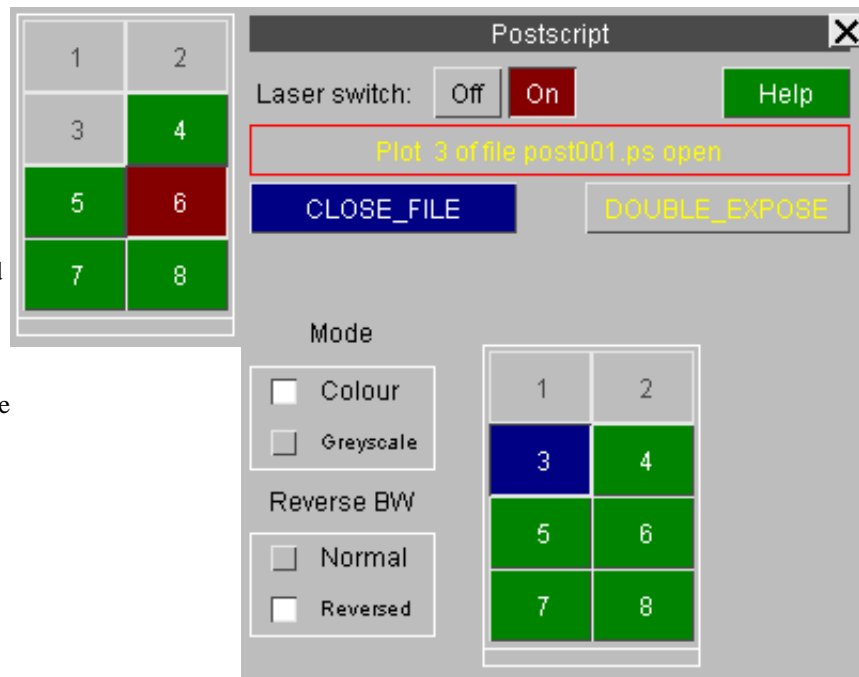 1 2
3 4
5 6
7 8
Postscript
Laser switch: Off On Help
Plot 3 of file post001.ps open
CLOSE_FILE DOUBLE_EXPOSE
Mode
Colour
Greyscale
Reverse BW
Normal
Reversed
1 2
3 4
5 6
7 8
e